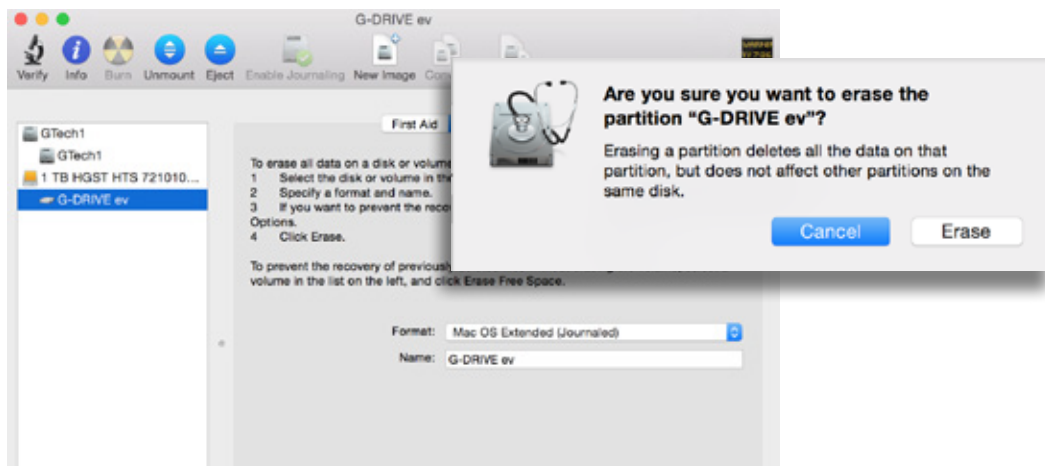 G-DRIVE ev
Verify Info Burn Unmount Eject Enable Journaling New Image
First Aid
GTech1
GTech1
1 TB HGST HTS 721010...
G-DRIVE ev
To erase all data on a disk or volume
1 Select the disk or volume in the
2 Specify a format and name.
3 If you want to prevent the
Options.
4 Click Erase.
To prevent the recovery of previously
volume in the list on the left, and click Erase Free Space.
Format: Mac OS Extended (Journaled)
Name: G-DRIVE ev
Are you sure you want to erase the
partition “G-DRIVE ev”?
Erasing a partition deletes all the data on that
partition, but does not affect other partitions on the
same disk.
Cancel Erase